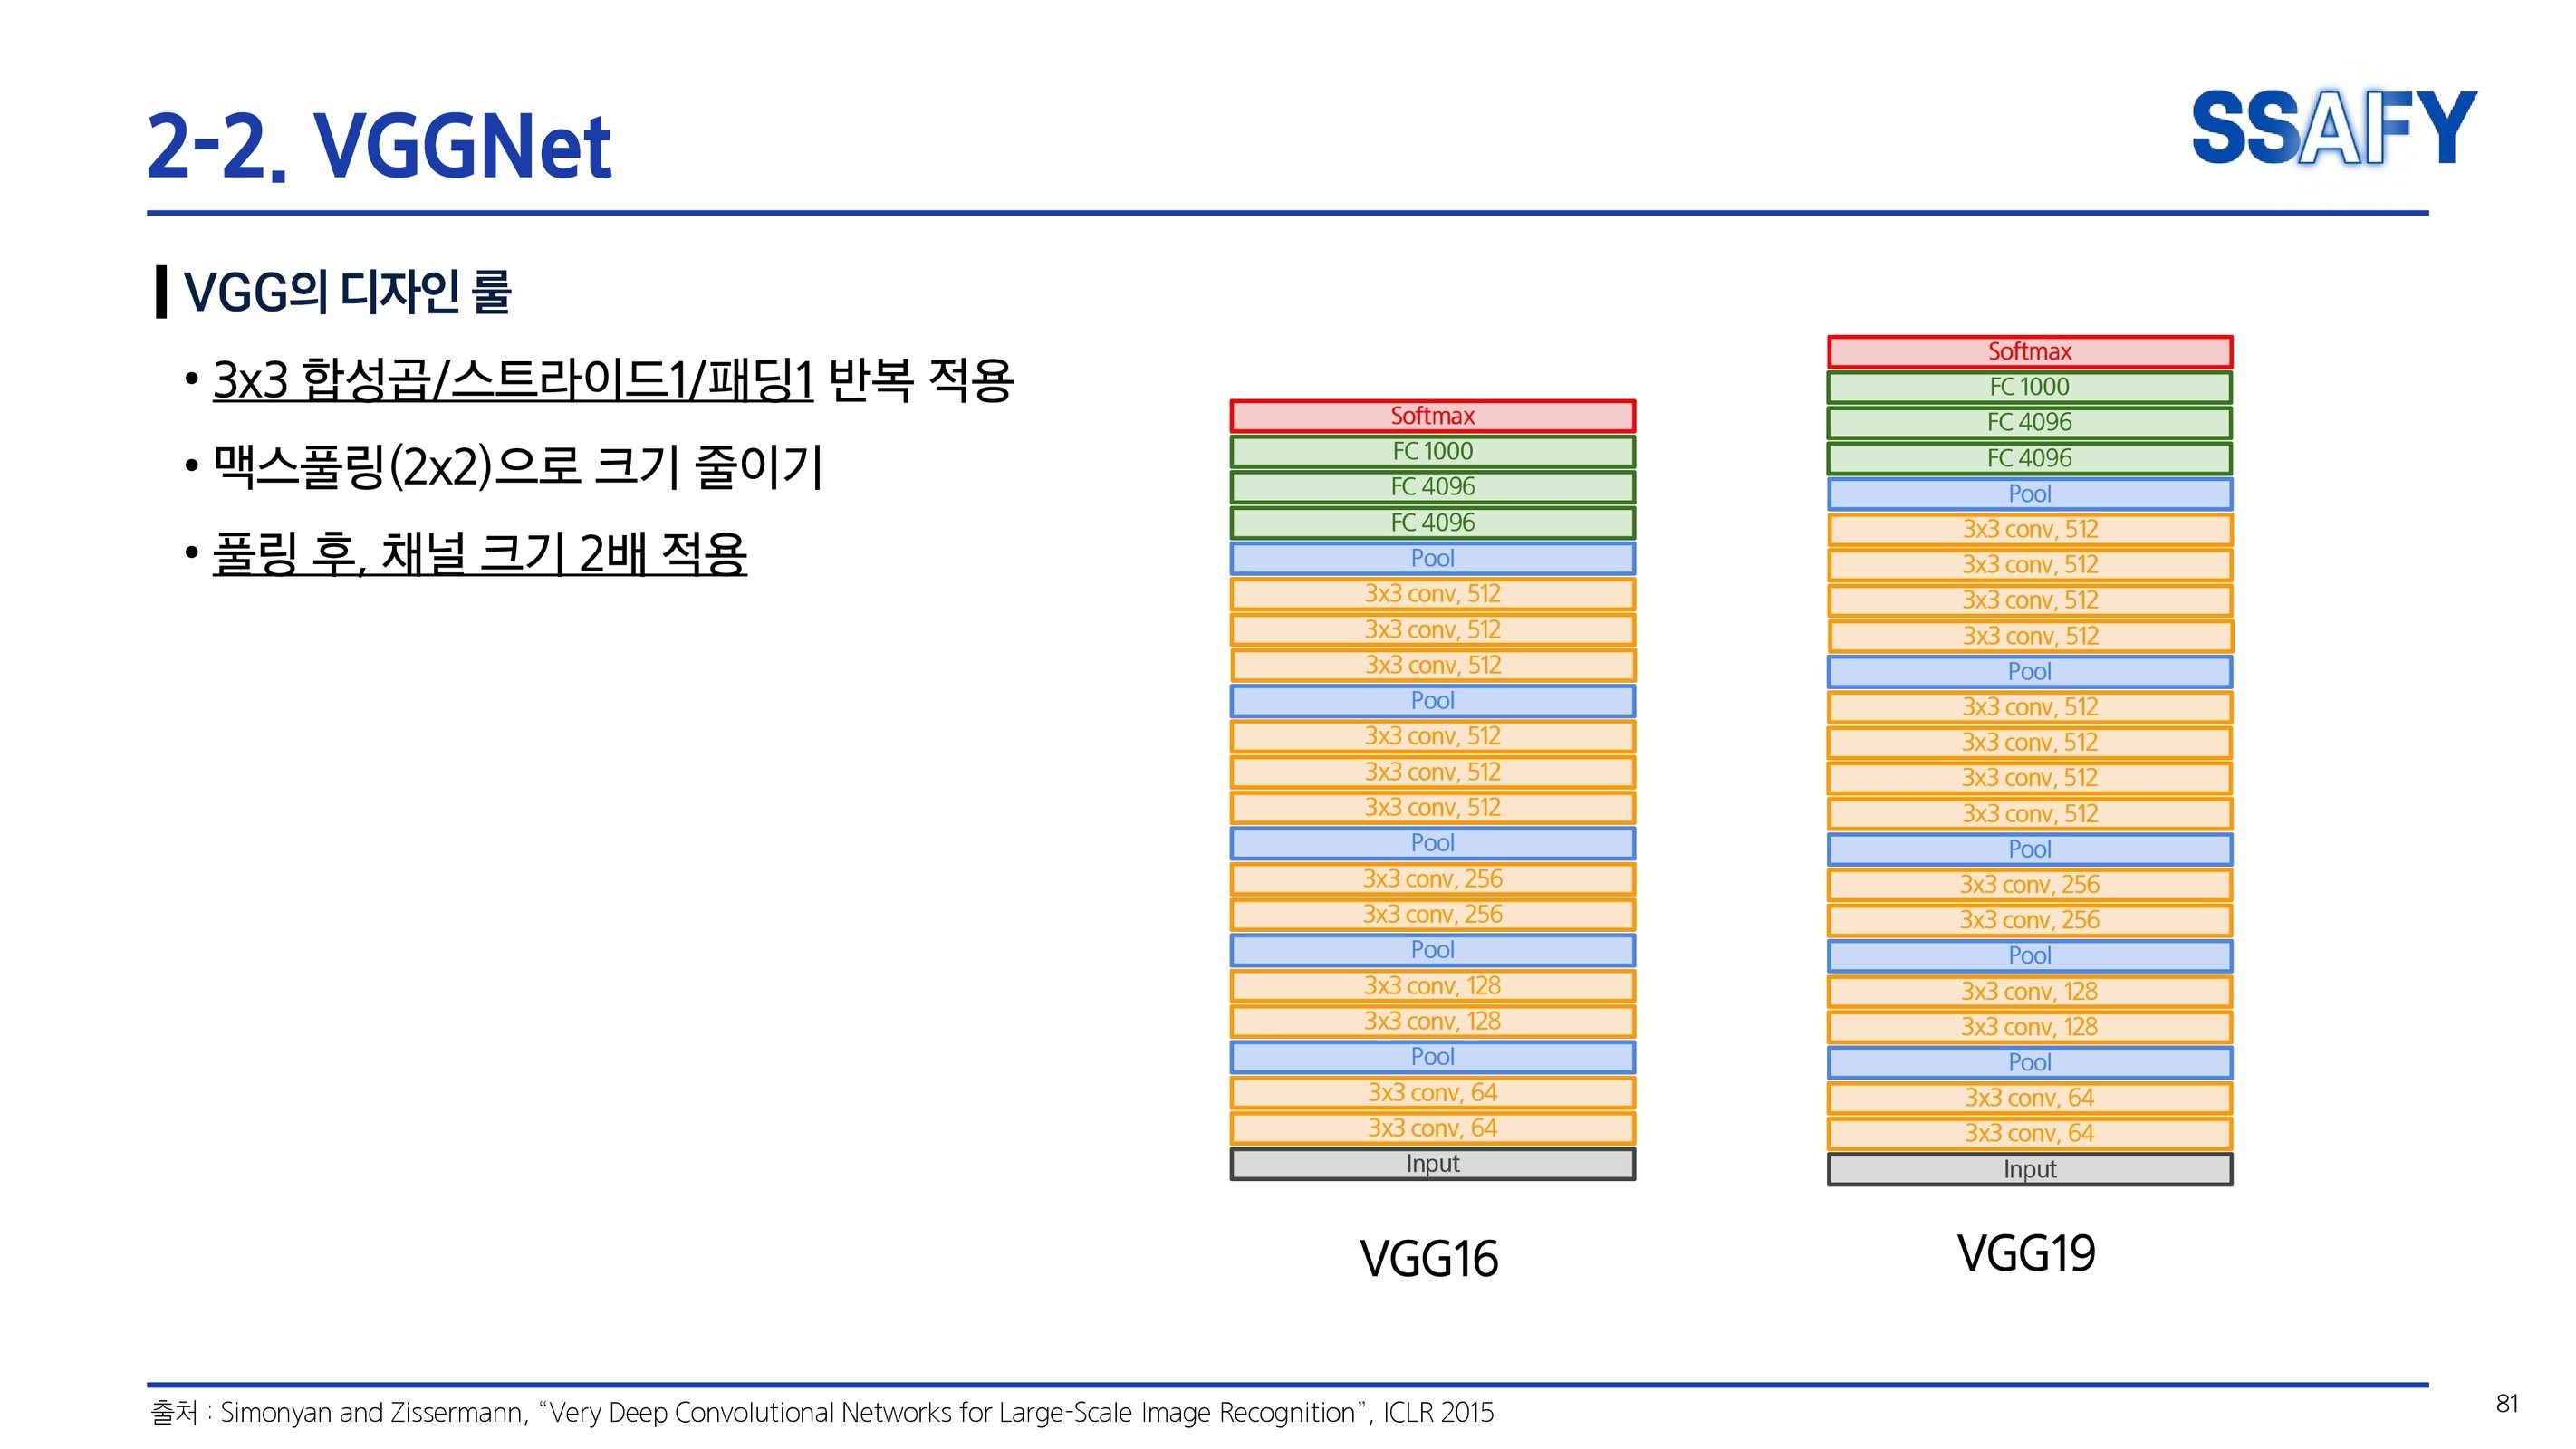 2-2. VGGNet
SSAFY
VGG의 디자인 룰
• 3x3 합성곱/스트라이드1/패딩1 반복 적용
• 맥스풀링(2x2)으로 크기 줄이기
• 풀링 후, 채널 크기 2배 적용
Softmax
FC 1000
FC 4096
FC 4096
Pool
3x3 conv, 512
3x3 conv, 512
3x3 conv, 512
Pool
3x3 conv, 512
3x3 conv, 512
3x3 conv, 512
Pool
3x3 conv, 256
3x3 conv, 256
Pool
3x3 conv, 128
3x3 conv, 128
Pool
3x3 conv, 64
3x3 conv, 64
Input
VGG16
Softmax
FC 1000
FC 4096
FC 4096
Pool
3x3 conv, 512
3x3 conv, 512
3x3 conv, 512
3x3 conv, 512
Pool
3x3 conv, 512
3x3 conv, 512
3x3 conv, 512
3x3 conv, 512
Pool
3x3 conv, 256
3x3 conv, 256
Pool
3x3 conv, 128
3x3 conv, 128
Pool
3x3 conv, 64
3x3 conv, 64
Input
VGG19
출처 : Simonyan and Zissermann, “Very Deep Convolutional Networks for Large-Scale Image Recognition”, ICLR 2015
81